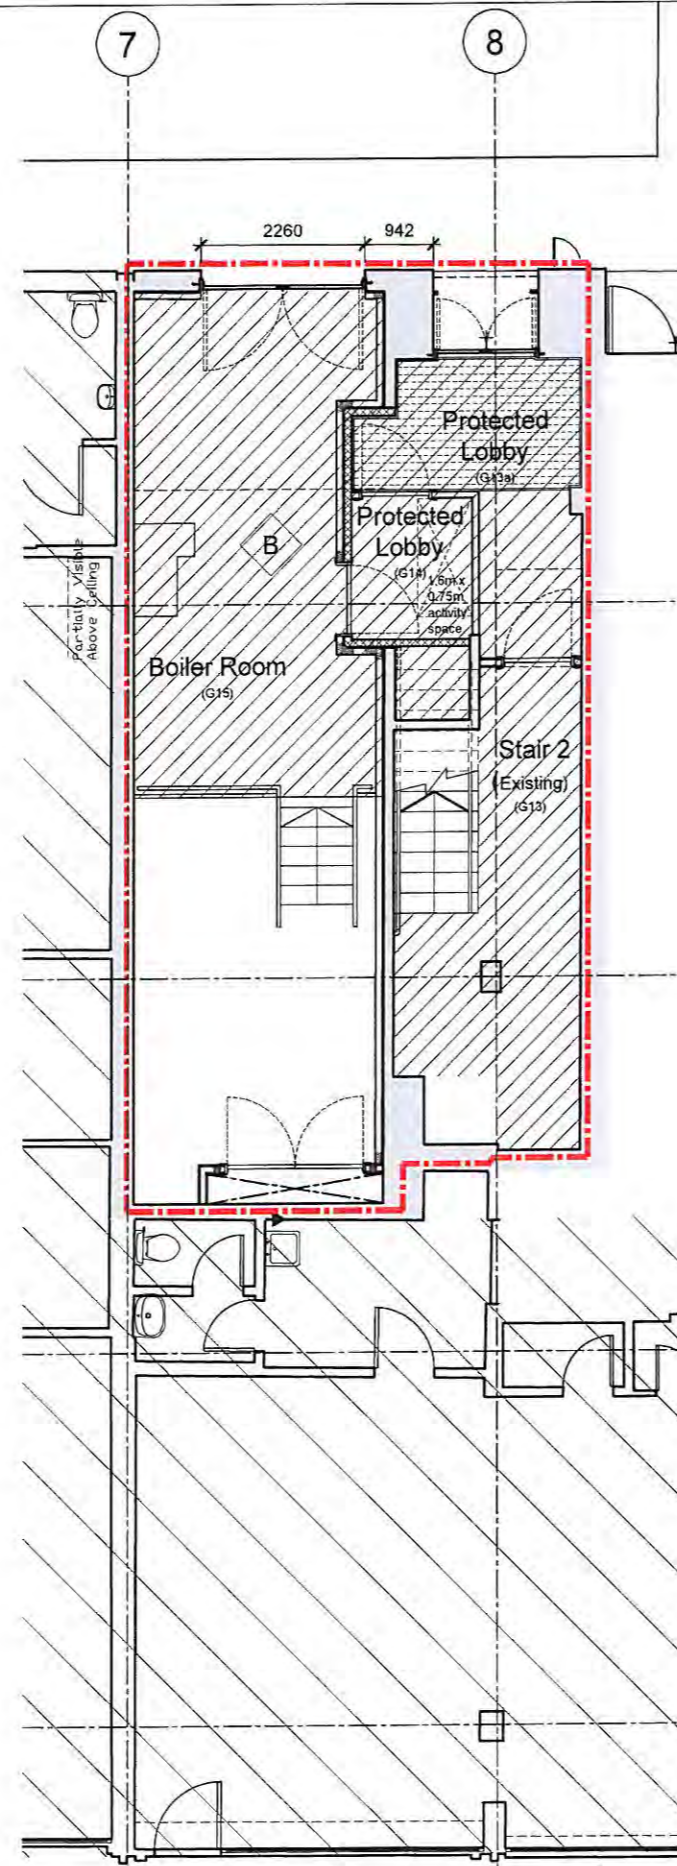 7
8
2260
942
Protected
Lobby
(G13a)
Protected
Lobby
(G14)
1.6m x
0.75m
activity
space
B
Partially Visible
Above Ceiling
Boiler Room
(G15)
Stair 2
(Existing)
(G13)